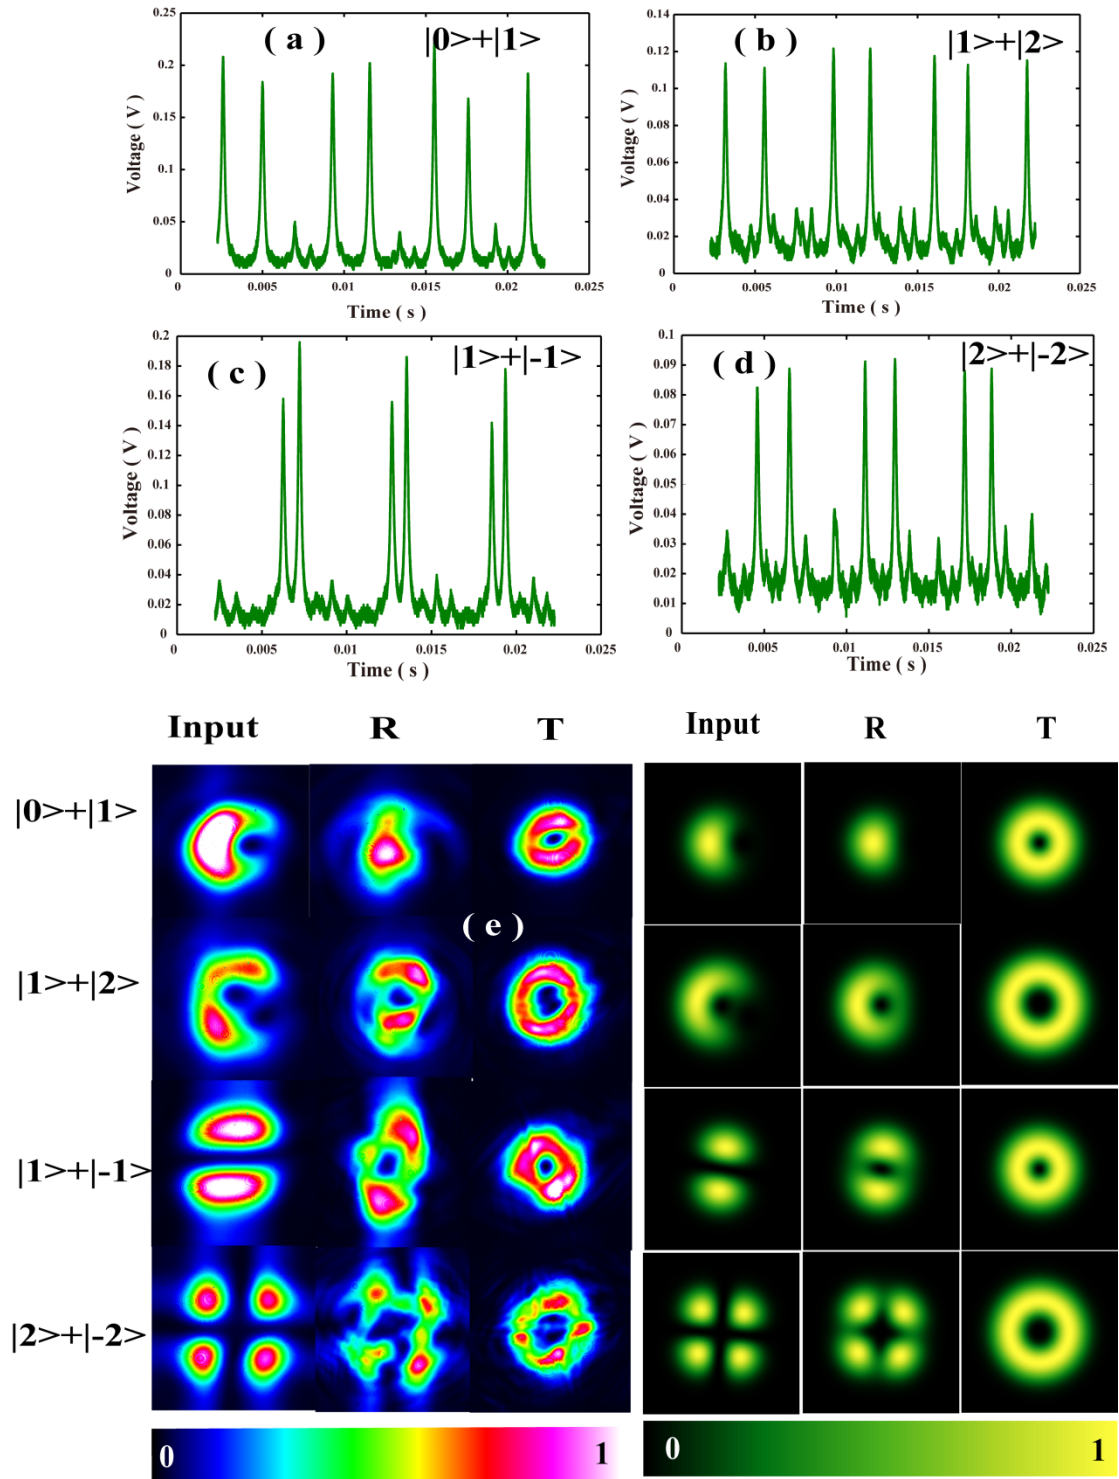 ( a ) |0>+|1>
Voltage ( V )
0.25
0.2
0.15
0.1
0.05
0
0 0.005 0.01 0.015 0.02 0.025
Time ( s )
( b ) |1>+|2>
Voltage ( V )
0.14
0.12
0.1
0.08
0.06
0.04
0.02
0
0 0.005 0.01 0.015 0.02 0.025
Time ( s )
( c ) |1>+|-1>
Voltage ( V )
0.2
0.18
0.16
0.14
0.12
0.1
0.08
0.06
0.04
0.02
0
0 0.005 0.01 0.015 0.02 0.025
Time ( s )
( d ) |2>+|-2>
Voltage ( V )
0.1
0.09
0.08
0.07
0.06
0.05
0.04
0.03
0.02
0.01
0
0 0.005 0.01 0.015 0.02 0.025
Time ( s )
Input R T Input R T
|0>+|1>
( e )
|1>+|2>
|1>+|-1>
|2>+|-2>
0 1 0 1